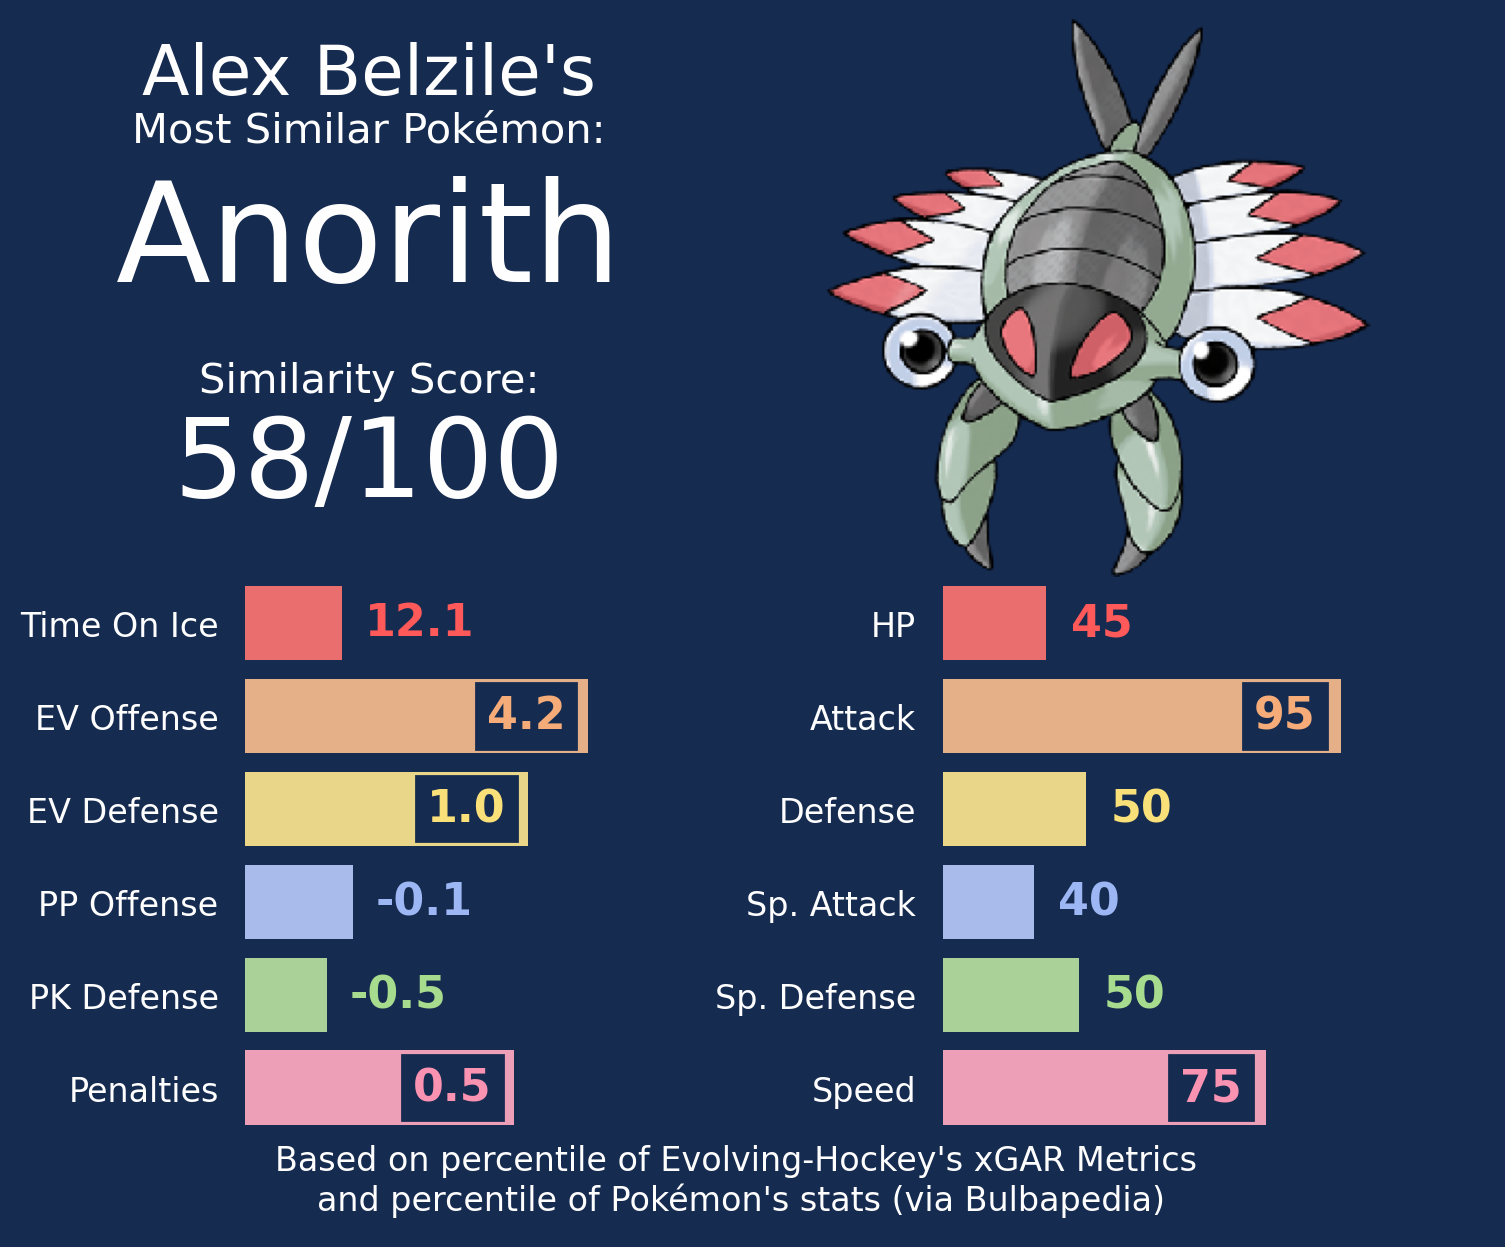 Alex Belzile's
Most Similar Pokémon:
Anorith
Similarity Score:
58/100
Time On Ice 12.1
EV Offense 4.2
EV Defense 1.0
PP Offense -0.1
PK Defense -0.5
Penalties 0.5
HP 45
Attack 95
Defense 50
Sp. Attack 40
Sp. Defense 50
Speed 75
Based on percentile of Evolving-Hockey's xGAR Metrics
and percentile of Pokémon's stats (via Bulbapedia)